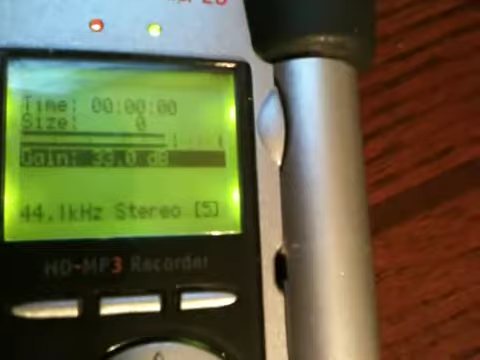 Time: 00:00:00
Size: 0
Gain: 33.0 dB
44.1kHz Stereo [5]
HD-MP3 Recorder